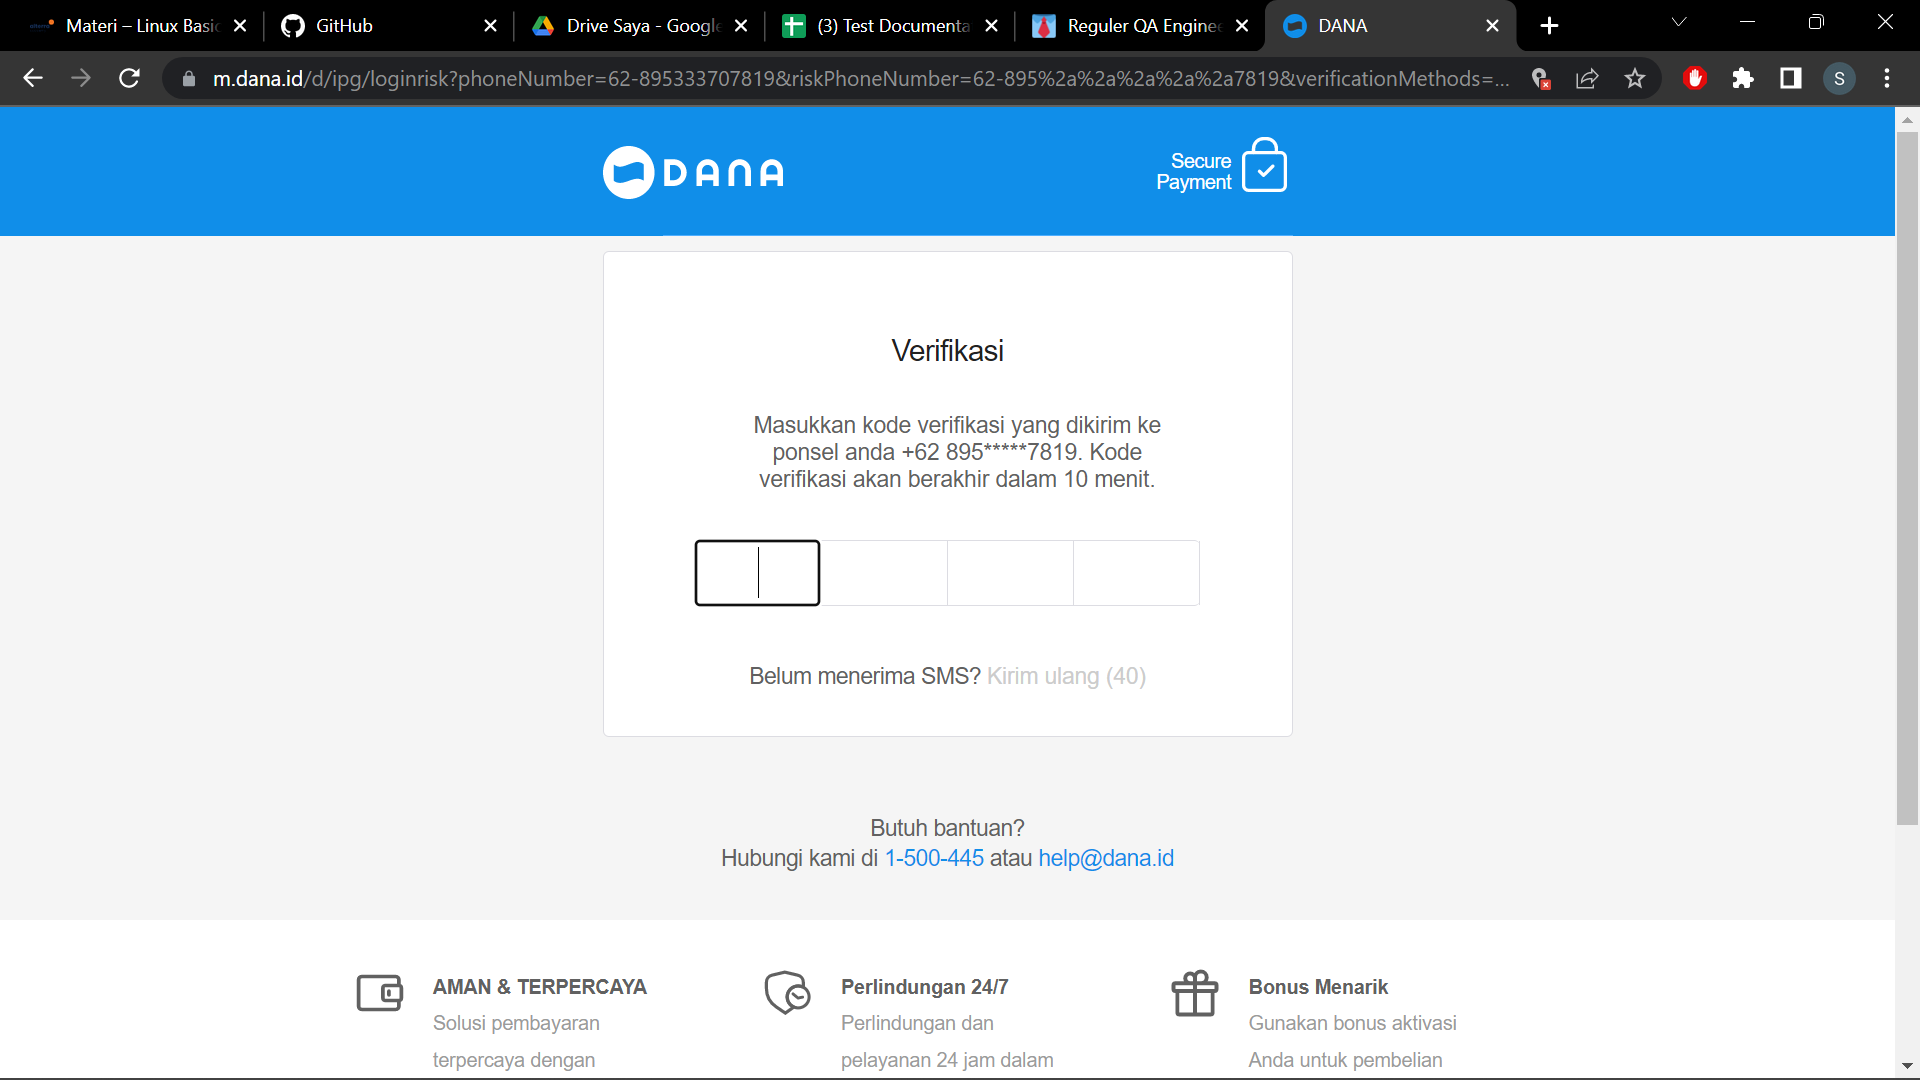 Materi – Linux Basic
GitHub
Drive Saya - Google
(3) Test Documenta
Reguler QA Enginee
DANA
m.dana.id/d/ipg/loginrisk?phoneNumber=62-895333707819&riskPhoneNumber=62-895%2a%2a%2a%2a%2a7819&verificationMethods=...
S
DANA
Secure
Payment
Verifikasi
Masukkan kode verifikasi yang dikirim ke
ponsel anda +62 895*****7819. Kode
verifikasi akan berakhir dalam 10 menit.
Belum menerima SMS? Kirim ulang (40)
Butuh bantuan?
Hubungi kami di 1-500-445 atau help@dana.id
AMAN & TERPERCAYA
Solusi pembayaran
terpercaya dengan
Perlindungan 24/7
Perlindungan dan
pelayanan 24 jam dalam
Bonus Menarik
Gunakan bonus aktivasi
Anda untuk pembelian